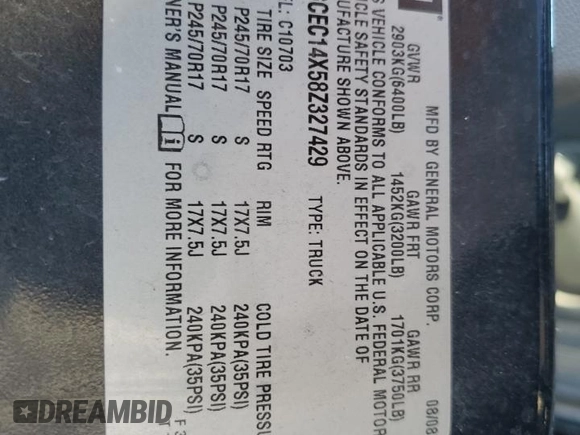 MFD BY GENERAL MOTORS CORP. 08/08
GVWR GAWR FRT GAWR RR
2903KG(6400LB) 1452KG(3200LB) 1701KG(3750LB)
S VEHICLE CONFORMS TO ALL APPLICABLE U.S. FEDERAL MOTOR
ICLE SAFETY STANDARDS IN EFFECT ON THE DATE OF
NUFACTURE SHOWN ABOVE.
CEC14X58Z327429 TYPE: TRUCK
L: C10703
TIRE SIZE SPEED RTG RIM COLD TIRE PRESSU
P245/70R17 S 17X7.5J 240KPA(35PSI)
P245/70R17 S 17X7.5J 240KPA(35PSI)
P245/70R17 S 17X7.5J 240KPA(35PSI)
NER'S MANUAL i FOR MORE INFORMATION.
DREAMBID